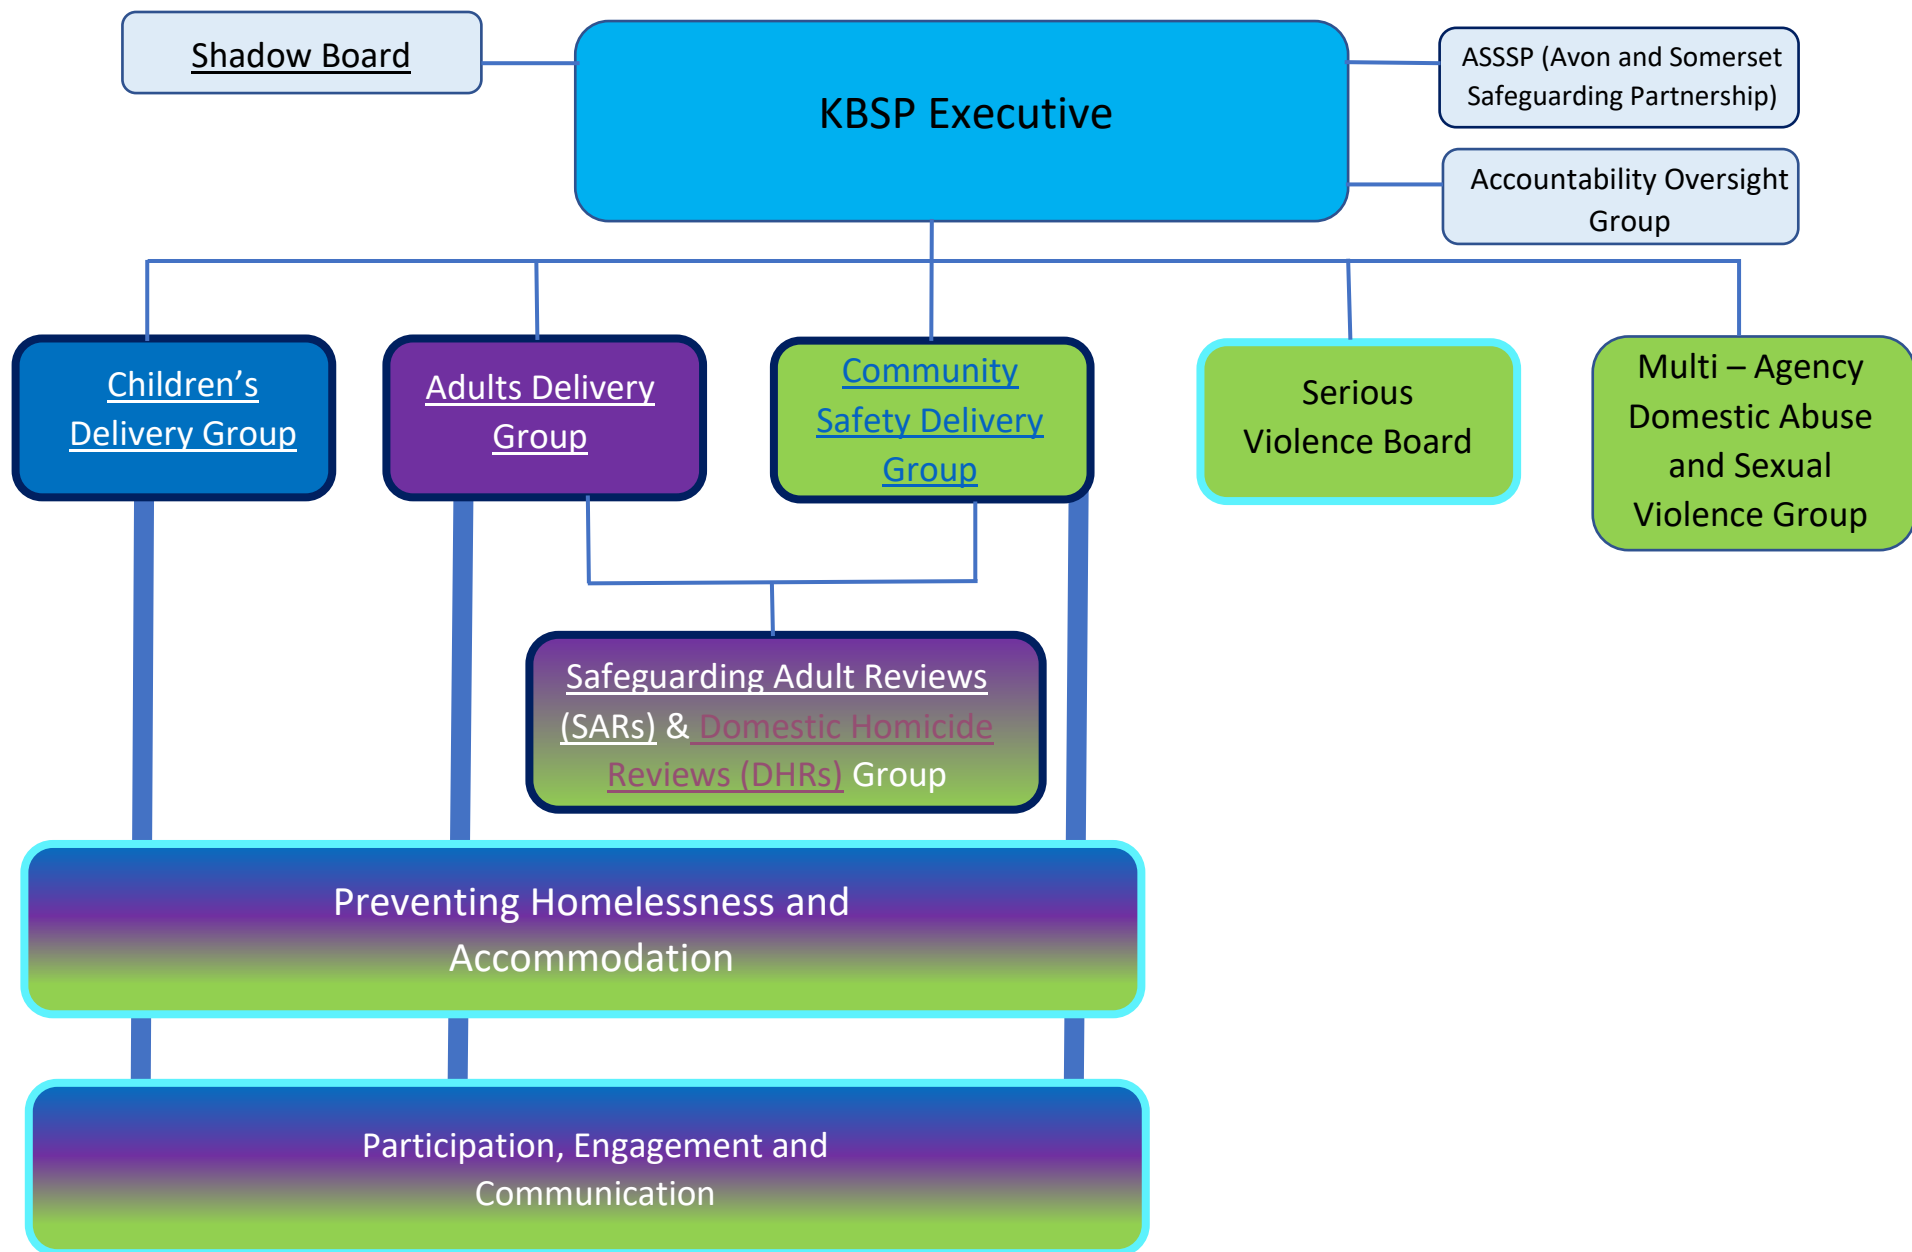 Shadow Board
KBSP Executive
ASSSP (Avon and Somerset
Safeguarding Partnership)
Accountability Oversight
Group
Children’s
Delivery Group
Adults Delivery
Group
Community
Safety Delivery
Group
Serious
Violence Board
Multi – Agency
Domestic Abuse
and Sexual
Violence Group
Safeguarding Adult Reviews
(SARs) & Domestic Homicide
Reviews (DHRs) Group
Preventing Homelessness and
Accommodation
Participation, Engagement and
Communication